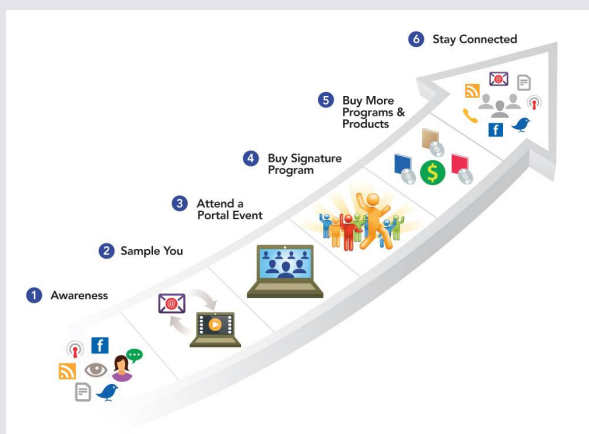 6 Stay Connected
5 Buy More
Programs &
Products
4 Buy Signature
Program
3 Attend a
Portal Event
2 Sample You
1 Awareness